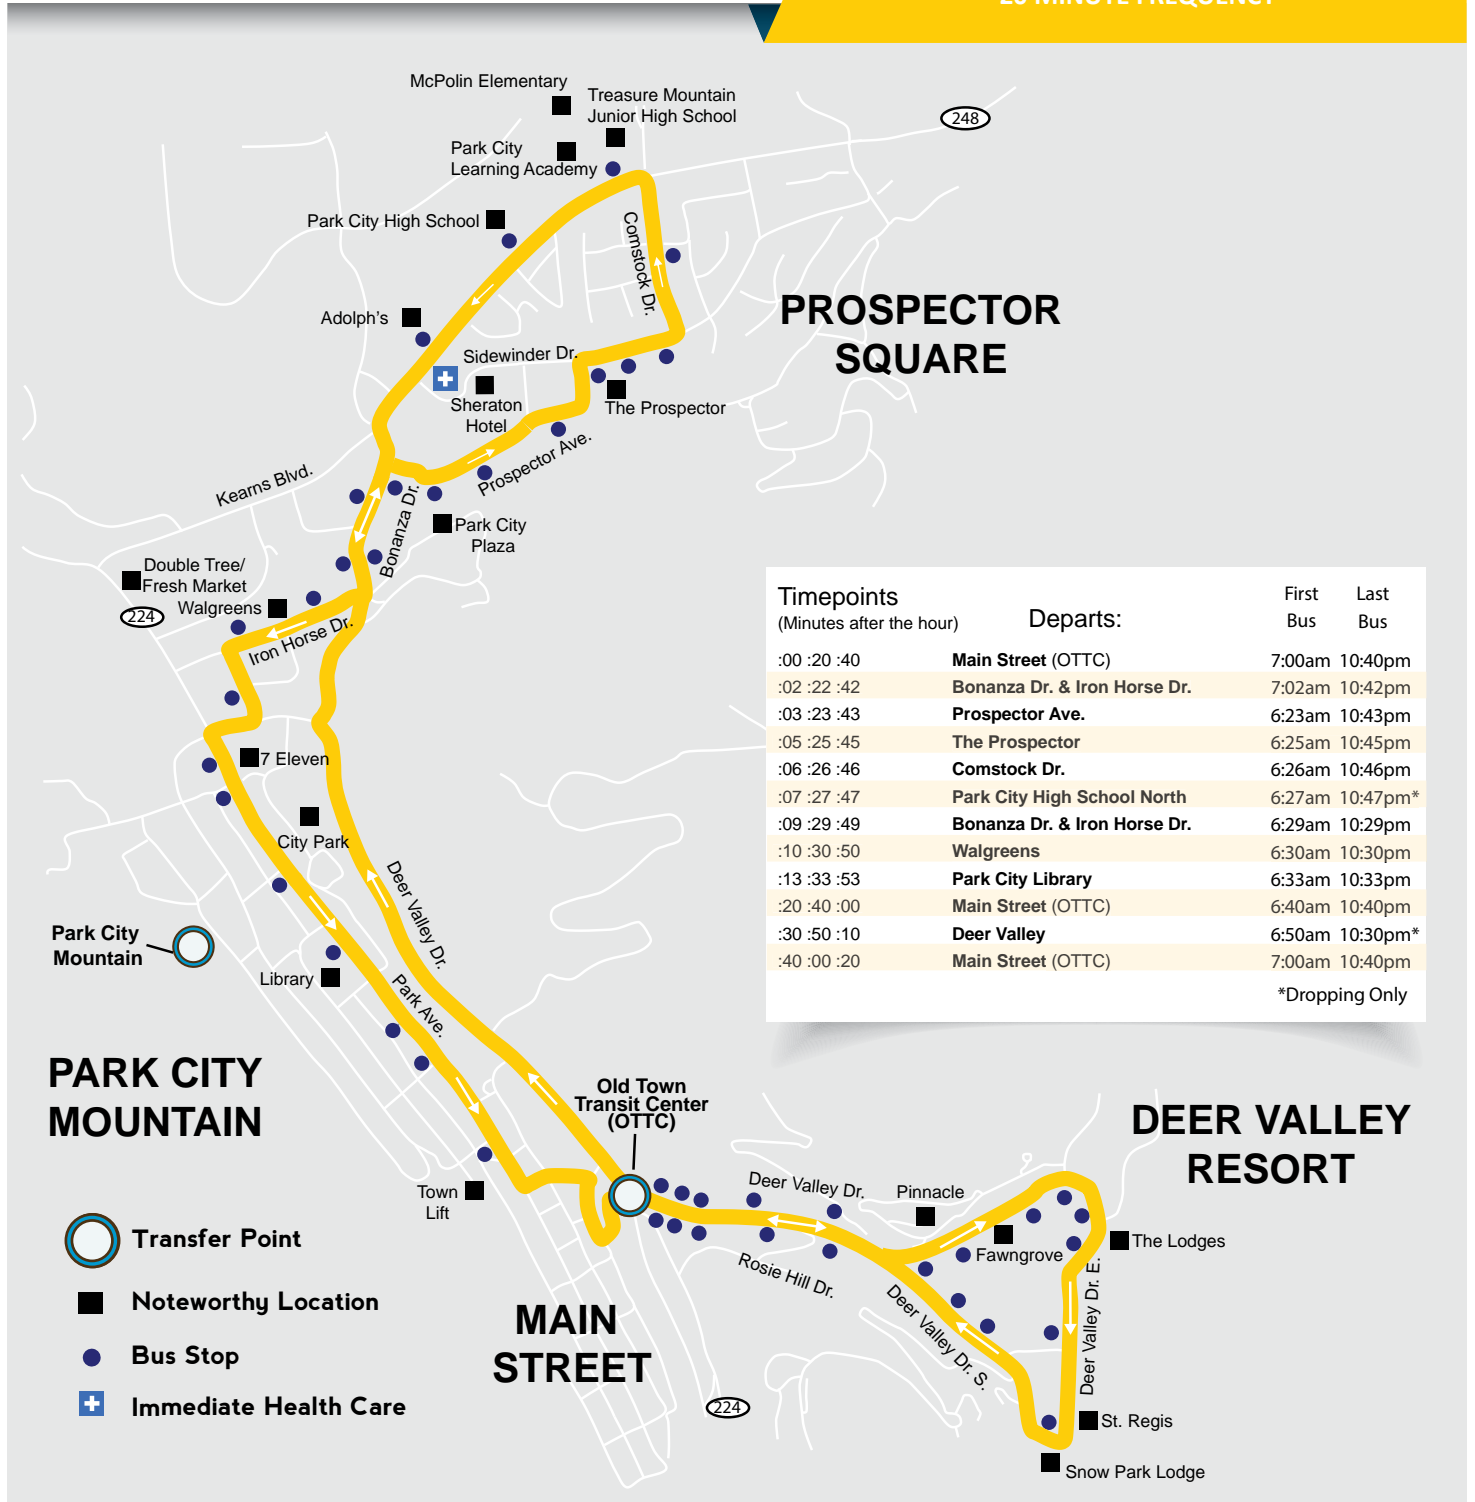 20 MINUTE FREQUENCY
McPolin Elementary
Treasure Mountain
Junior High School
248
Park City
Learning Academy
Park City High School
Comstock Dr.
PROSPECTOR
SQUARE
Adolph's
Sidewinder Dr.
Sheraton
Hotel
The Prospector
Prospector Ave.
Kearns Blvd.
Bonanza Dr.
Park City
Plaza
Double Tree/
Fresh Market
Walgreens
224
Iron Horse Dr.
7 Eleven
City Park
Deer Valley Dr.
Park City
Mountain
Library
Park Ave.
PARK CITY
MOUNTAIN
Timepoints
(Minutes after the hour)
Departs:
First
Bus
Last
Bus
:00 :20 :40 Main Street (OTTC) 7:00am 10:40pm
:02 :22 :42 Bonanza Dr. & Iron Horse Dr. 7:02am 10:42pm
:03 :23 :43 Prospector Ave. 6:23am 10:43pm
:05 :25 :45 The Prospector 6:25am 10:45pm
:06 :26 :46 Comstock Dr. 6:26am 10:46pm
:07 :27 :47 Park City High School North 6:27am 10:47pm*
:09 :29 :49 Bonanza Dr. & Iron Horse Dr. 6:29am 10:29pm
:10 :30 :50 Walgreens 6:30am 10:30pm
:13 :33 :53 Park City Library 6:33am 10:33pm
:20 :40 :00 Main Street (OTTC) 6:40am 10:40pm
:30 :50 :10 Deer Valley 6:50am 10:30pm*
:40 :00 :20 Main Street (OTTC) 7:00am 10:40pm
*Dropping Only
Old Town
Transit Center
(OTTC)
DEER VALLEY
RESORT
Town
Lift
Deer Valley Dr.
Pinnacle
Fawngrove
The Lodges
Rosie Hill Dr.
Deer Valley Dr. S.
Deer Valley Dr. E.
MAIN
STREET
224
St. Regis
Snow Park Lodge
Transfer Point
Noteworthy Location
Bus Stop
Immediate Health Care